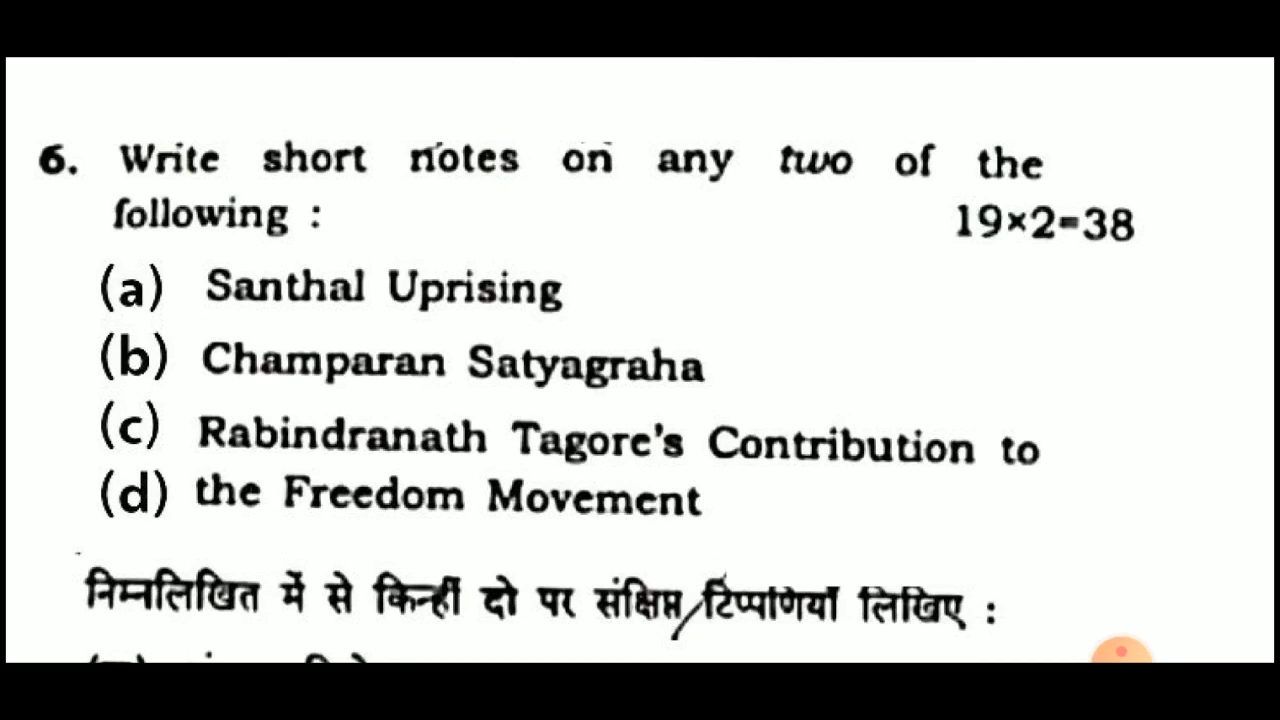 6. Write short notes on any two of the
following : 19×2=38
(a) Santhal Uprising
(b) Champaran Satyagraha
(c) Rabindranath Tagore's Contribution to
(d) the Freedom Movement
निम्नलिखित में से किन्हीं दो पर संक्षिप्त टिप्पणियाँ लिखिए :